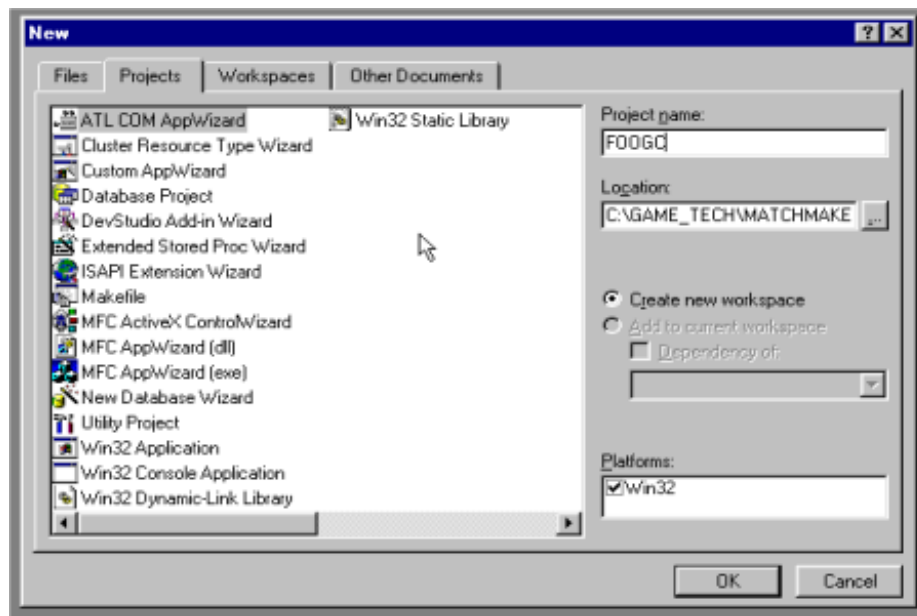 New
Files
Projects
Workspaces
Other Documents
ATL COM AppWizard
Cluster Resource Type Wizard
Custom AppWizard
Database Project
DevStudio Add-in Wizard
Extended Stored Proc Wizard
ISAPI Extension Wizard
Makefile
MFC ActiveX ControlWizard
MFC AppWizard (dll)
MFC AppWizard (exe)
New Database Wizard
Utility Project
Win32 Application
Win32 Console Application
Win32 Dynamic-Link Library
Win32 Static Library
Project name:
FOOGC
Location:
C:\GAME_TECH\MATCHMAKE
...
Create new workspace
Add to current workspace
Dependency of:
Platforms:
Win32
OK
Cancel